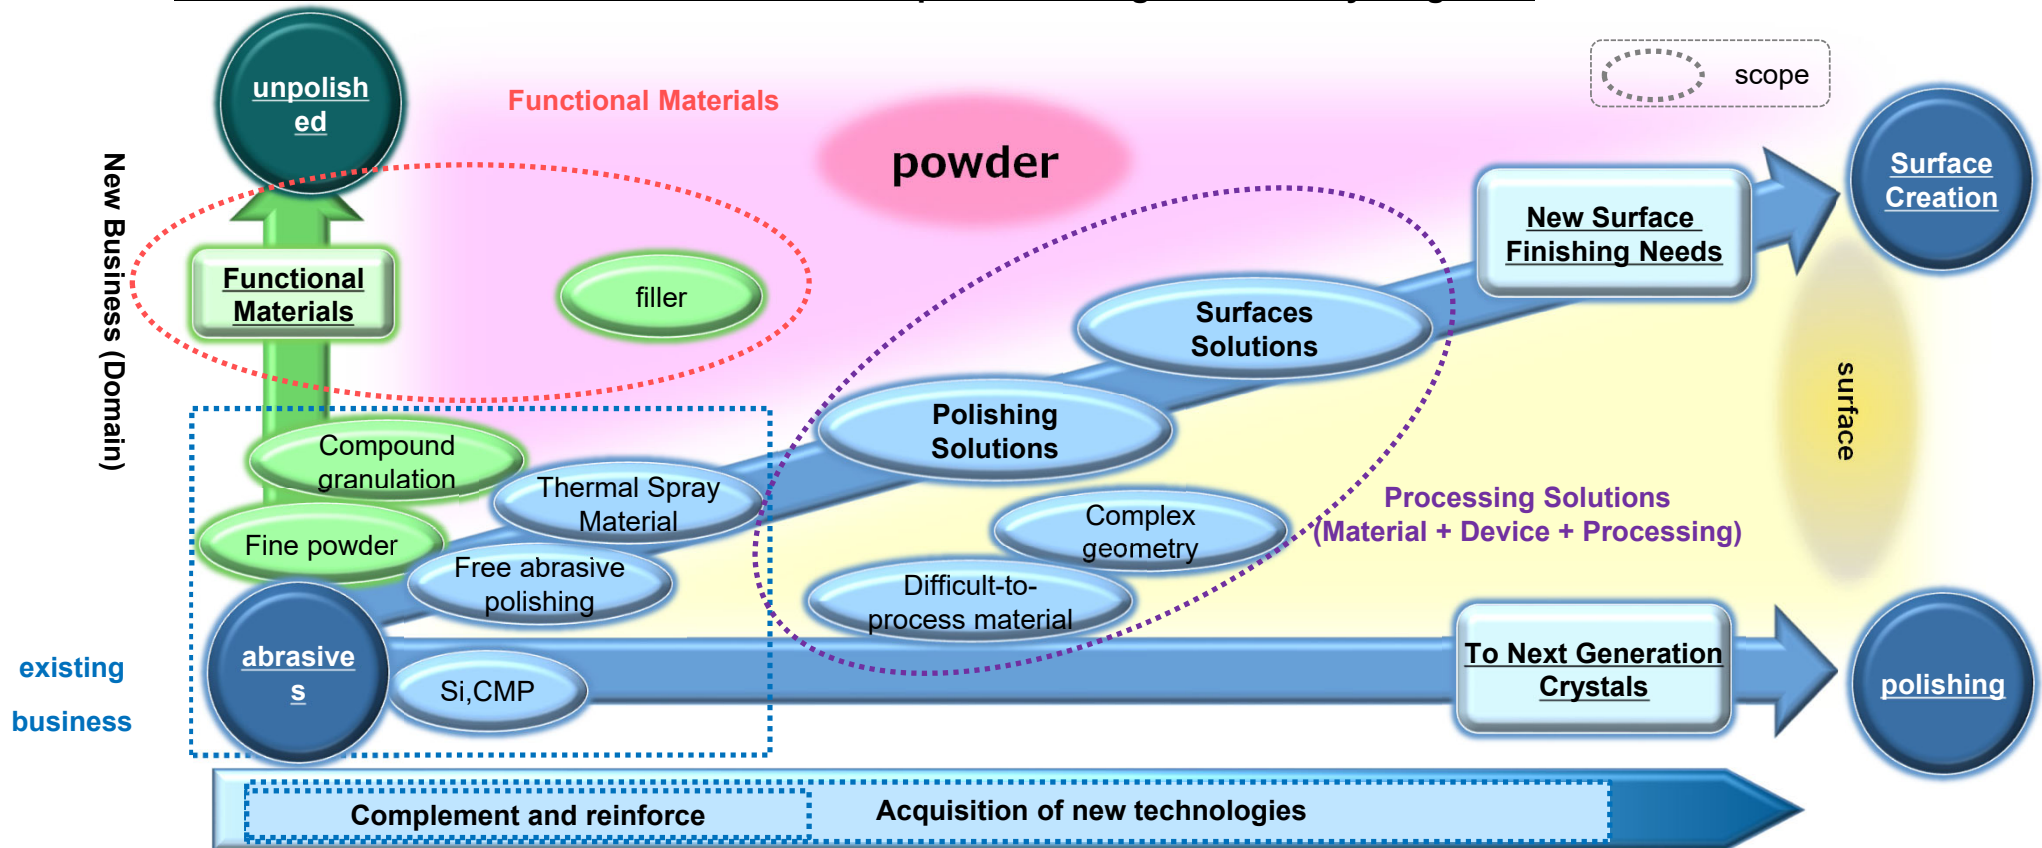 unpolish
ed
Functional Materials
powder
scope
Surface
Creation
New Business (Domain)
Functional
Materials
filler
New Surface
Finishing Needs
Surfaces
Solutions
Polishing
Solutions
surface
Compound
granulation
Thermal Spray
Material
Fine powder
Free abrasive
polishing
Complex
geometry
Processing Solutions
(Material + Device + Processing)
Difficult-to-
process material
existing
business
abrasive
s
Si,CMP
To Next Generation
Crystals
polishing
Complement and reinforce
Acquisition of new technologies